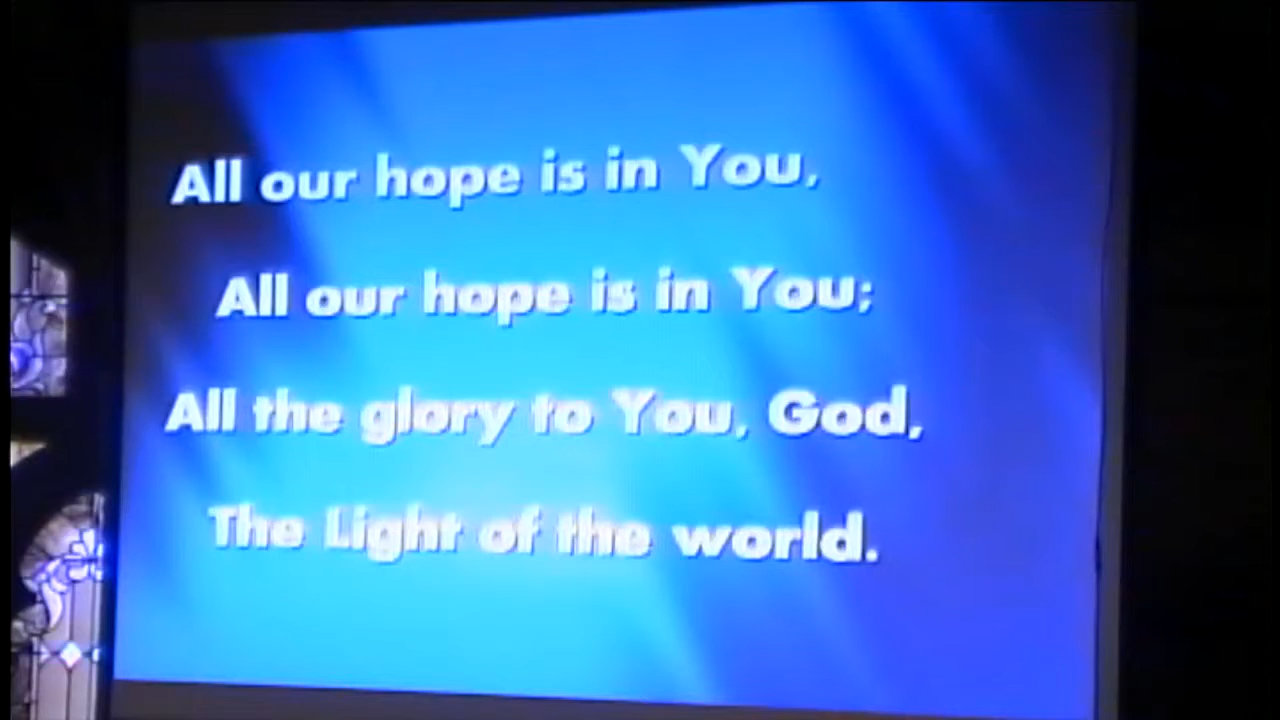 All our hope is in You,
All our hope is in You;
All the glory to You, God,
The Light of the world.